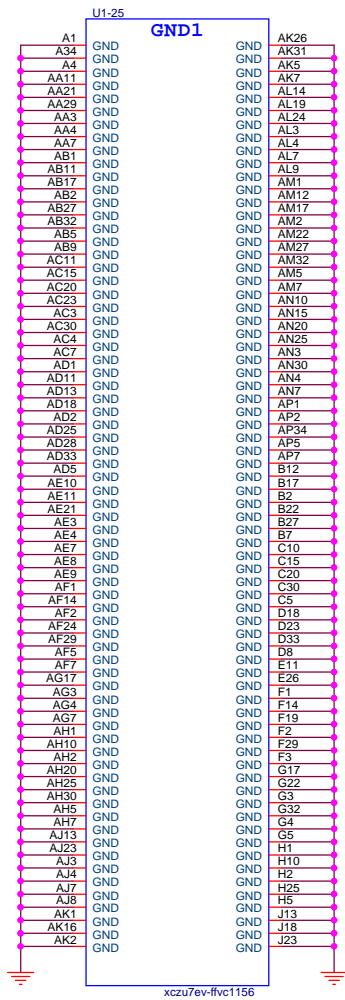 U1-25
GND1
A1 GND GND AK26
A34 GND GND AK31
A4 GND GND AK5
AA11 GND GND AK7
AA21 GND GND AL14
AA29 GND GND AL19
AA3 GND GND AL24
AA4 GND GND AL3
AA7 GND GND AL4
AB1 GND GND AL7
AB11 GND GND AL9
AB17 GND GND AM1
AB2 GND GND AM12
AB27 GND GND AM17
AB32 GND GND AM2
AB5 GND GND AM22
AB9 GND GND AM27
AC11 GND GND AM32
AC15 GND GND AM5
AC20 GND GND AM7
AC23 GND GND AN10
AC3 GND GND AN15
AC30 GND GND AN20
AC4 GND GND AN25
AC7 GND GND AN3
AD1 GND GND AN30
AD11 GND GND AN4
AD13 GND GND AN7
AD18 GND GND AP1
AD2 GND GND AP2
AD25 GND GND AP34
AD28 GND GND AP5
AD33 GND GND AP7
AD5 GND GND B12
AE10 GND GND B17
AE11 GND GND B2
AE21 GND GND B22
AE3 GND GND B27
AE4 GND GND B7
AE7 GND GND C10
AE8 GND GND C15
AE9 GND GND C20
AF1 GND GND C30
AF14 GND GND C5
AF2 GND GND D18
AF24 GND GND D23
AF29 GND GND D33
AF5 GND GND D8
AF7 GND GND E11
AG17 GND GND E26
AG3 GND GND F1
AG4 GND GND F14
AG7 GND GND F19
AH1 GND GND F2
AH10 GND GND F29
AH2 GND GND F3
AH20 GND GND G17
AH25 GND GND G22
AH30 GND GND G3
AH5 GND GND G32
AH7 GND GND G4
AJ13 GND GND G5
AJ23 GND GND H1
AJ3 GND GND H10
AJ4 GND GND H2
AJ7 GND GND H25
AJ8 GND GND H5
AK1 GND GND J13
AK16 GND GND J18
AK2 GND GND J23
xczu7ev-ffvc1156